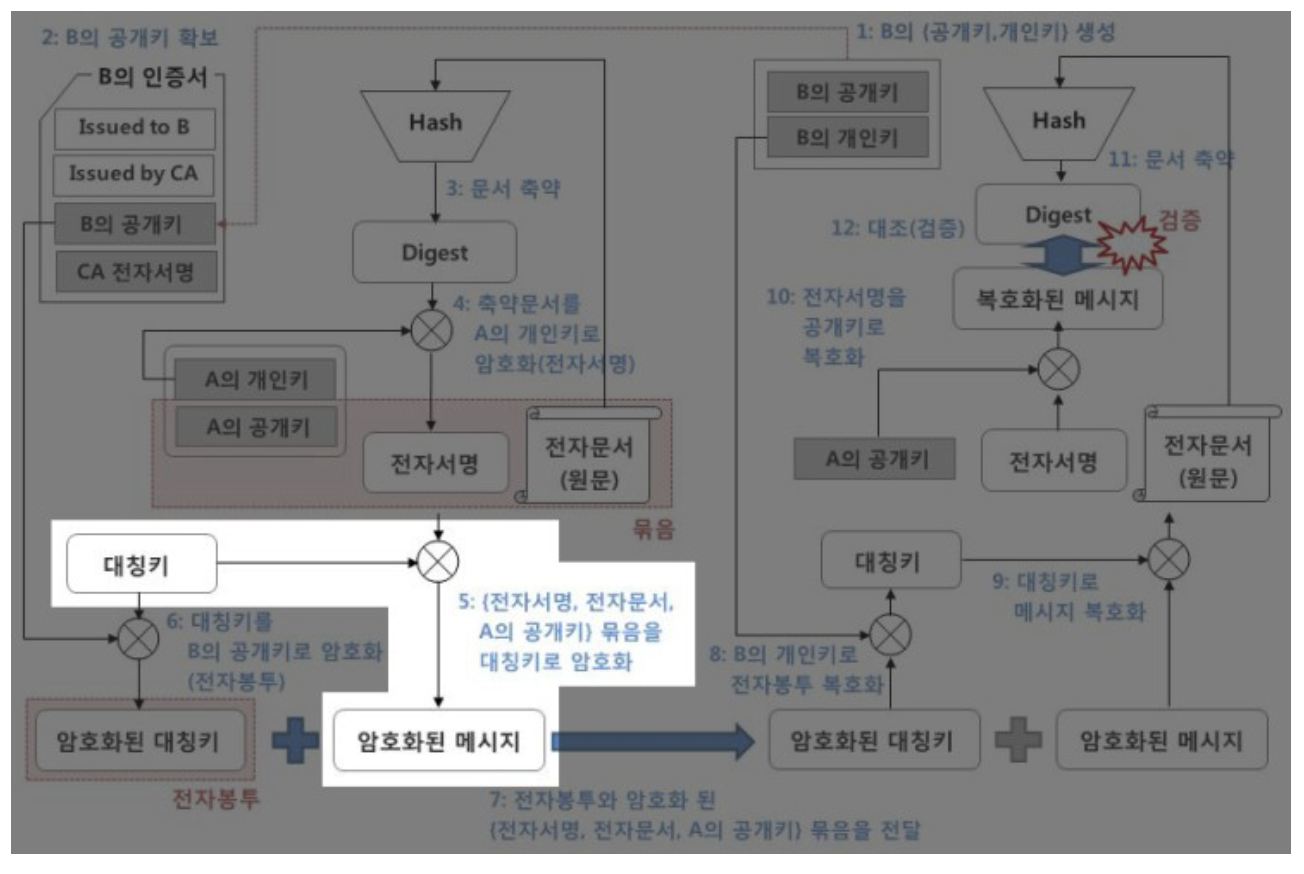 2: B의 공개키 확보
B의 인증서
Issued to B
Issued by CA
B의 공개키
CA 전자서명
Hash
3: 문서 축약
Digest
4: 축약문서를
A의 개인키로
암호화(전자서명)
A의 개인키
A의 공개키
전자서명
전자문서
(원문)
묶음
대칭키
5: {전자서명, 전자문서,
A의 공개키} 묶음을
대칭키로 암호화
6: 대칭키를
B의 공개키로 암호화
(전자봉투)
암호화된 대칭키
전자봉투
암호화된 메시지
7: 전자봉투와 암호화 된
{전자서명, 전자문서, A의 공개키} 묶음을 전달
1: B의 {공개키,개인키} 생성
B의 공개키
B의 개인키
Hash
11: 문서 축약
Digest
검증
12: 대조(검증)
복호화된 메시지
10: 전자서명을
공개키로
복호화
A의 공개키
전자서명
전자문서
(원문)
대칭키
9: 대칭키로
메시지 복호화
8: B의 개인키로
전자봉투 복호화
암호화된 대칭키
암호화된 메시지